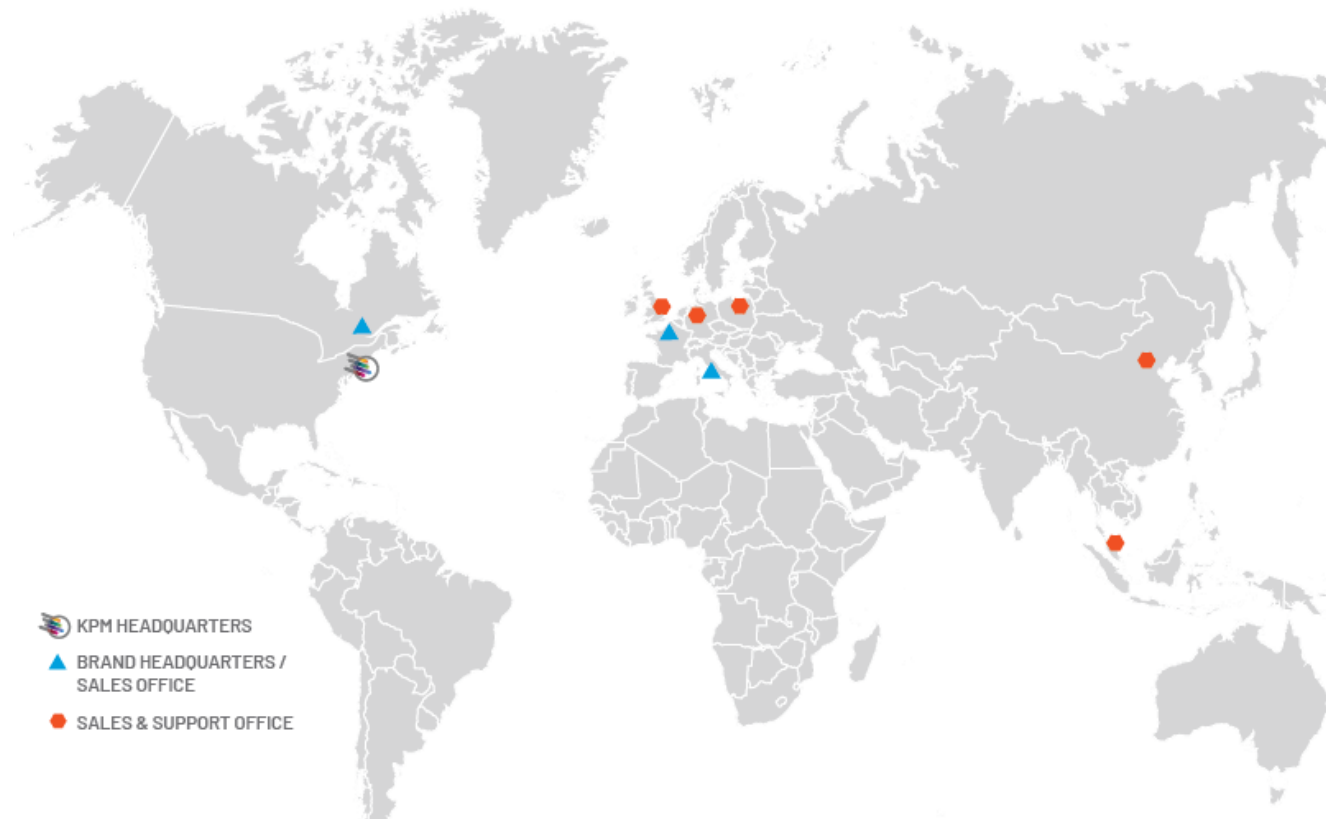 KPM HEADQUARTERS
BRAND HEADQUARTERS /
SALES OFFICE
SALES & SUPPORT OFFICE